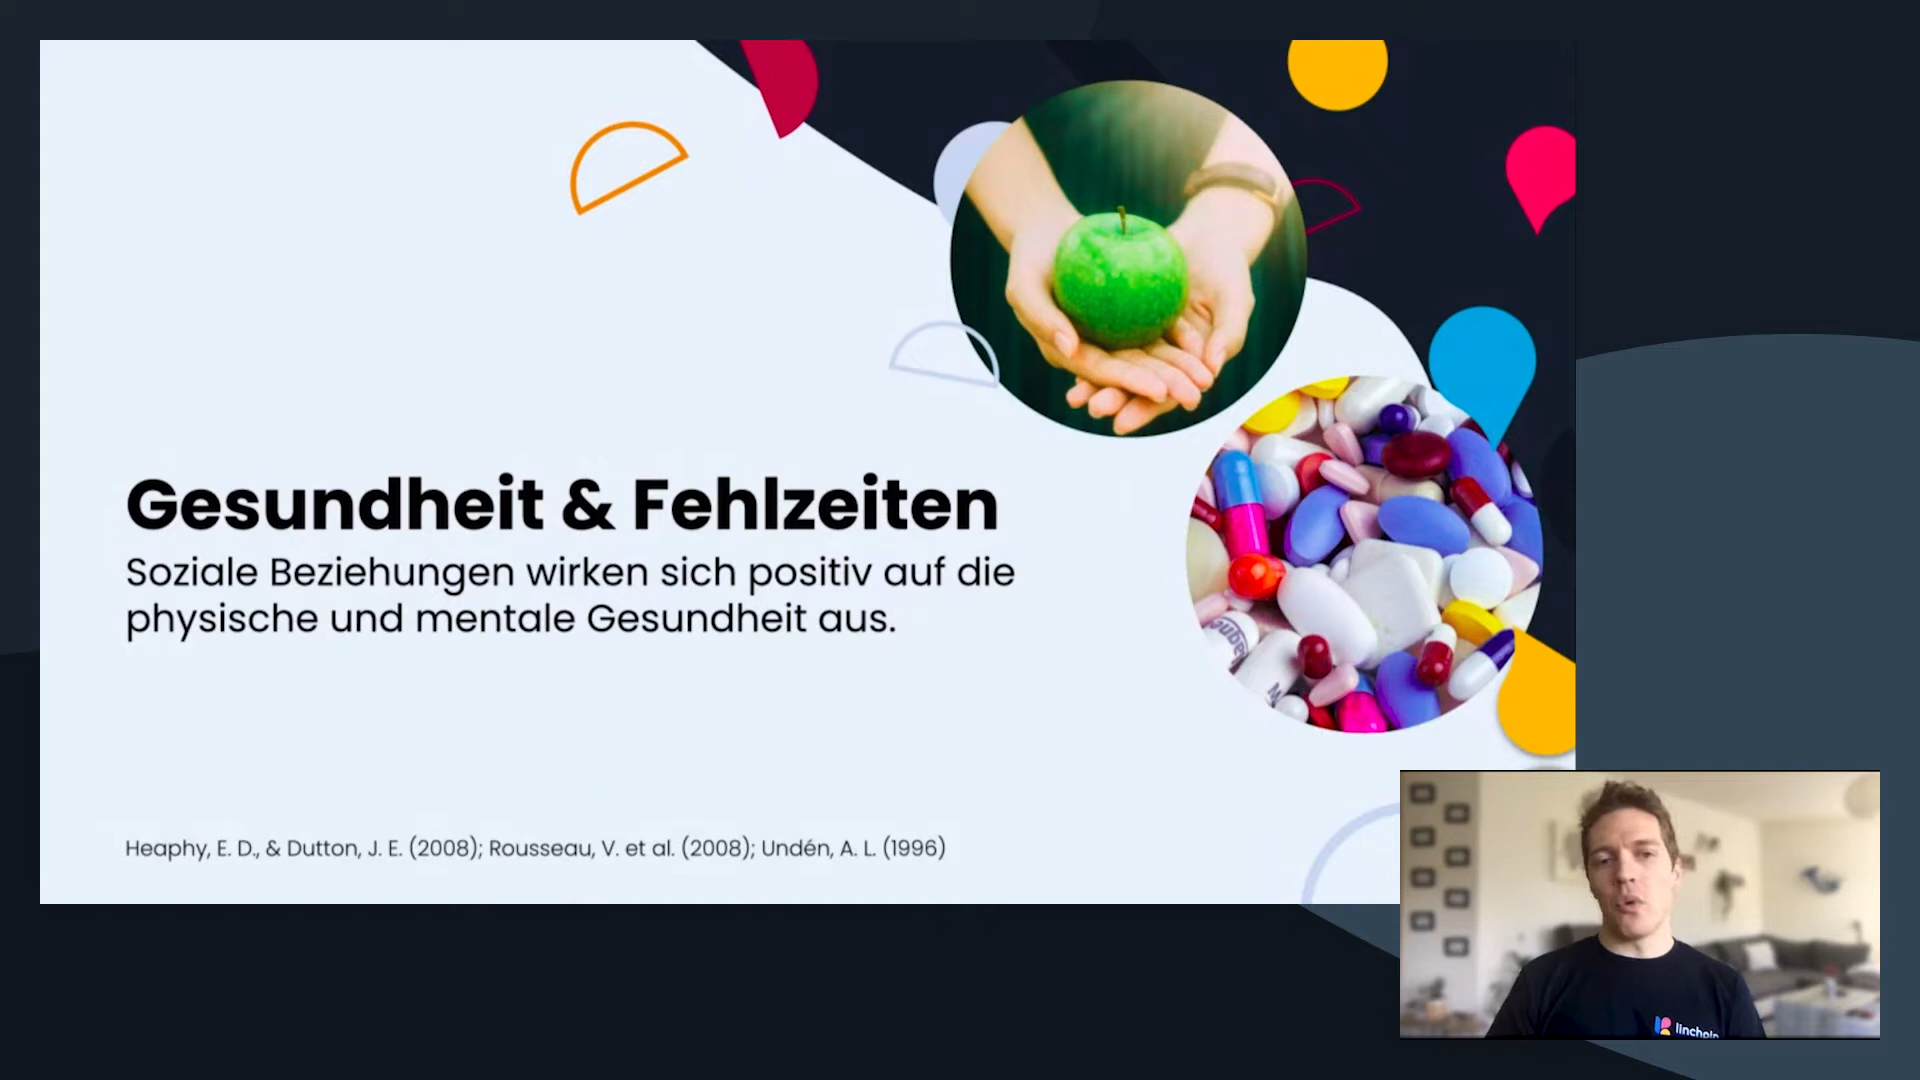 Gesundheit & Fehlzeiten
Soziale Beziehungen wirken sich positiv auf die
physische und mentale Gesundheit aus.
Heaphy, E. D., & Dutton, J. E. (2008); Rousseau, V. et al. (2008); Undén, A. L. (1996)